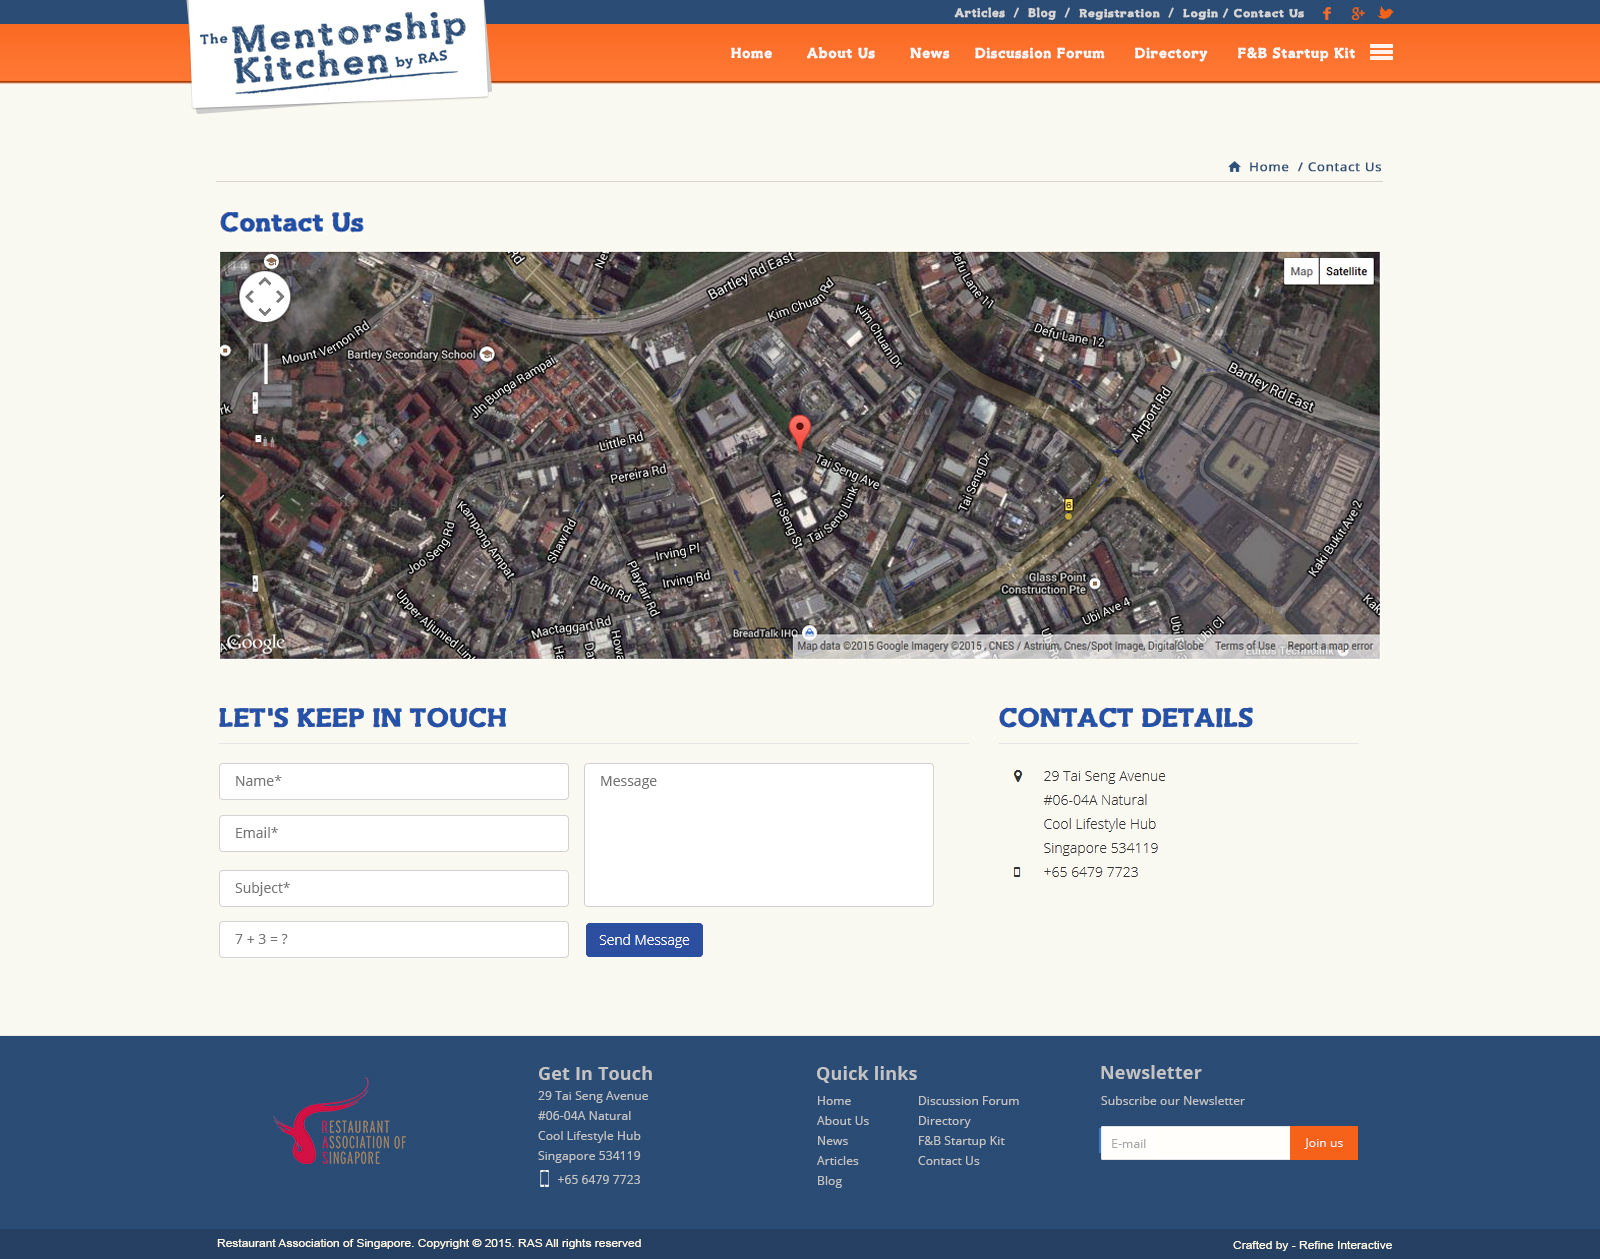 Articles / Blog / Registration / Login / Contact Us
The Mentorship
Kitchen by RAS
Home About Us News Discussion Forum Directory F&B Startup Kit
Home / Contact Us
Contact Us
Map Satellite
Bartley Rd East
Defu Lane 11
Kim Chuan Rd
Kim Chuan Dr
Mount Vernon Rd
Bartley Secondary School
Defu Lane 12
Jln Bunga Rampai
Bartley Rd East
Airport Rd
Little Rd
Pereira Rd
Tai Seng Ave
Tai Seng Dr
Tai Seng St
Tai Seng Link
6
Kampong Ampat
Joo Seng Rd
Shaw Rd
Irving Pl
Irving Rd
Burn Rd
Playfair Rd
Kaki Bukit Ave 2
Glass Point
Construction Pte
Ubi Ave 4
Upper Aljunied Link
Mactaggart Rd
BreadTalk IHQ
Ubi Cl
Google
Map data ©2015 Google Imagery ©2015 , CNES / Astrium, Cnes/Spot Image, DigitalGlobe Terms of Use Report a map error
LET'S KEEP IN TOUCH
Name*
Message
Email*
Subject*
7 + 3 = ?
Send Message
CONTACT DETAILS
29 Tai Seng Avenue
#06-04A Natural
Cool Lifestyle Hub
Singapore 534119
+65 6479 7723
RESTAURANT
ASSOCIATION OF
SINGAPORE
Get In Touch
29 Tai Seng Avenue
#06-04A Natural
Cool Lifestyle Hub
Singapore 534119
+65 6479 7723
Quick links
Home
About Us
News
Articles
Blog
Discussion Forum
Directory
F&B Startup Kit
Contact Us
Newsletter
Subscribe our Newsletter
E-mail
Join us
Restaurant Association of Singapore. Copyright © 2015. RAS All rights reserved
Crafted by - Refine Interactive